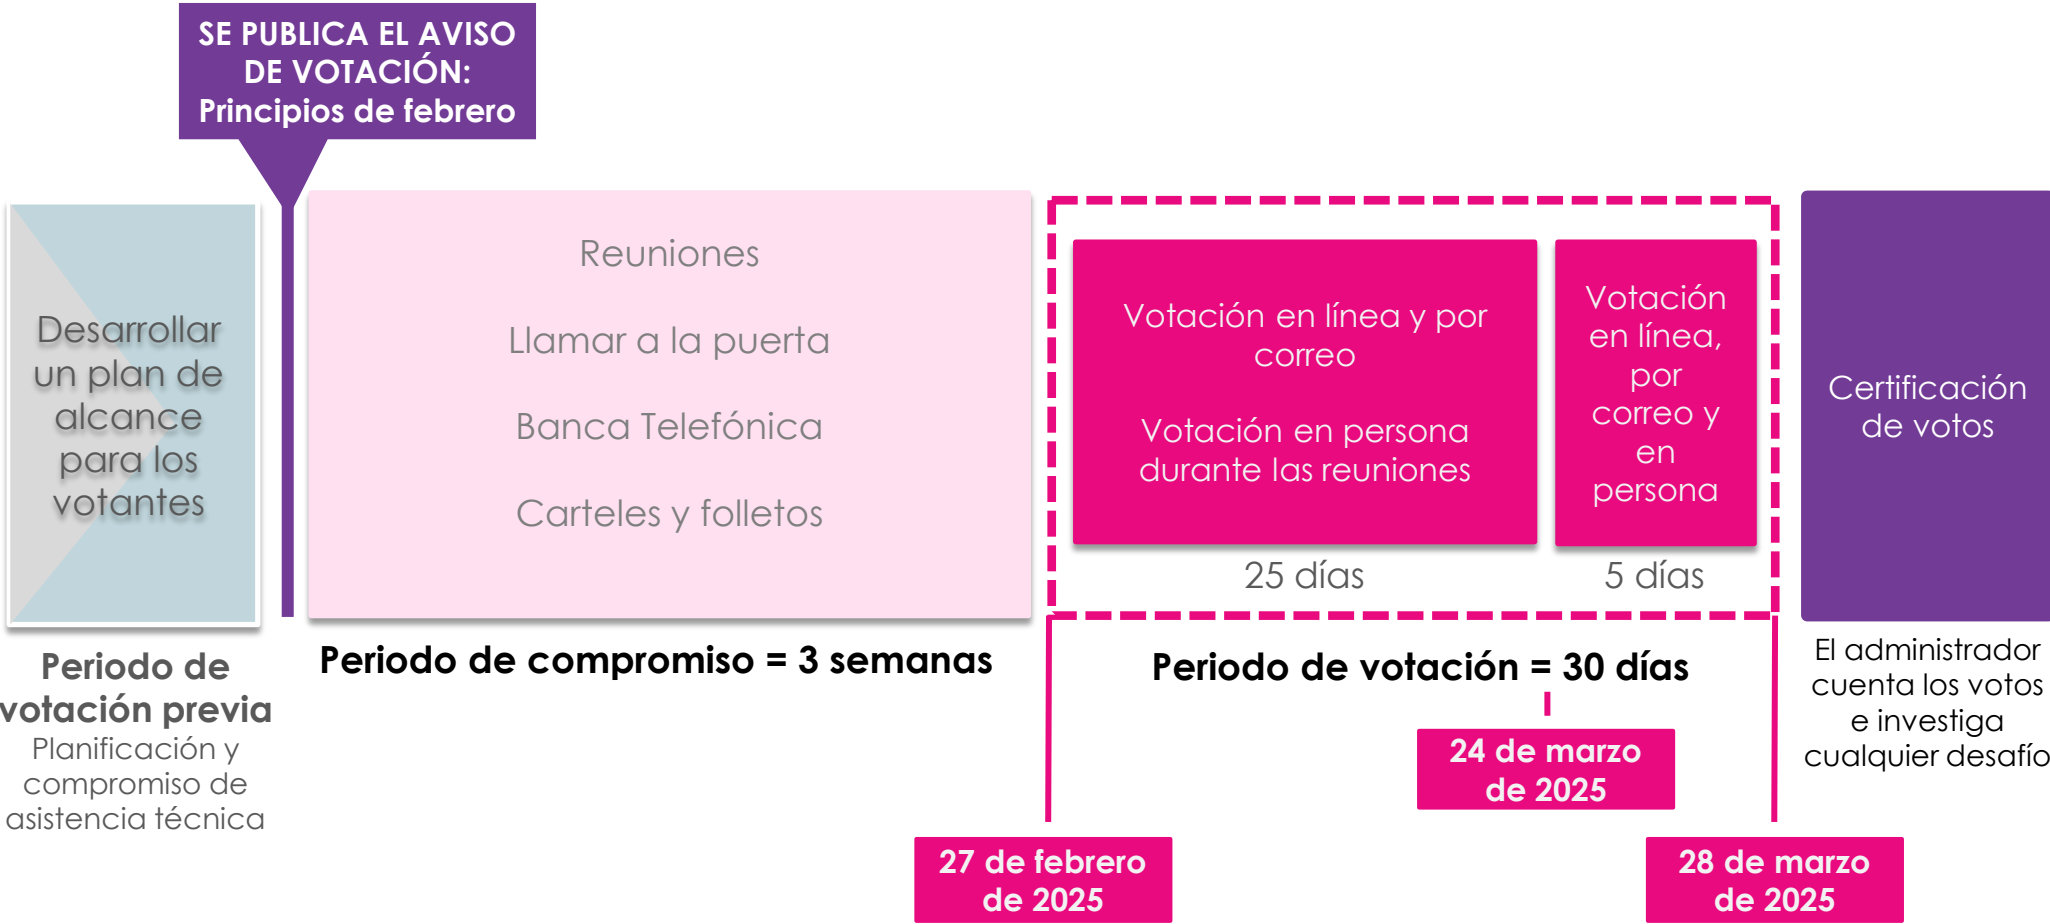 SE PUBLICA EL AVISO
DE VOTACIÓN:
Principios de febrero
Desarrollar
un plan de
alcance
para los
votantes
Periodo de
votación previa
Planificación y
compromiso de
asistencia técnica
Reuniones
Llamar a la puerta
Banca Telefónica
Carteles y folletos
Periodo de compromiso = 3 semanas
Votación en línea y por
correo
Votación en persona
durante las reuniones
25 días
Votación
en línea,
por
correo y
en
persona
5 días
Periodo de votación = 30 días
27 de febrero
de 2025
24 de marzo
de 2025
28 de marzo
de 2025
Certificación
de votos
El administrador
cuenta los votos
e investiga
cualquier desafío